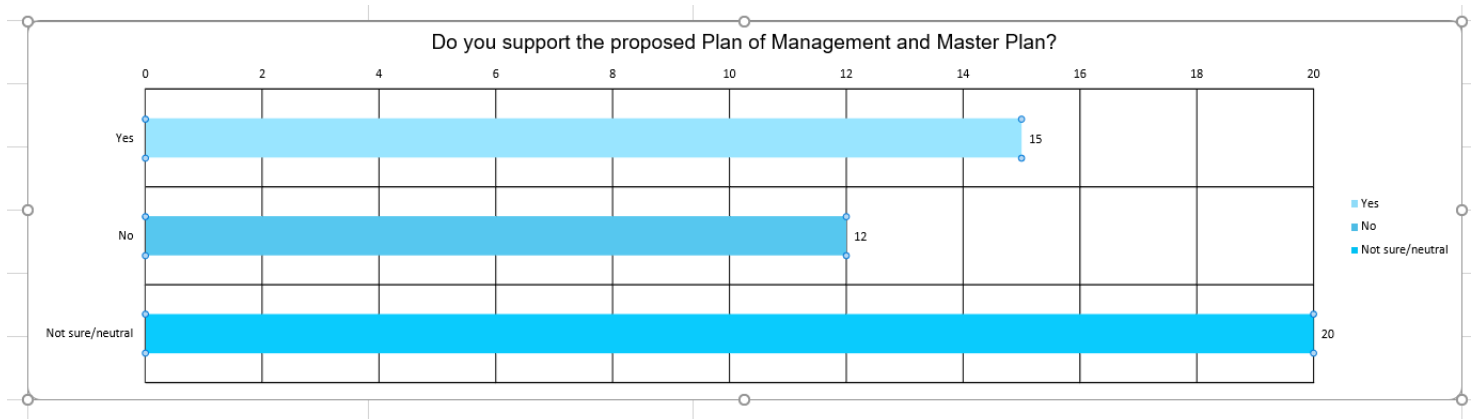 Do you support the proposed Plan of Management and Master Plan?
0 2 4 6 8 10 12 14 16 18 20
Yes 15
No 12
Not sure/neutral 20
Yes
No
Not sure/neutral